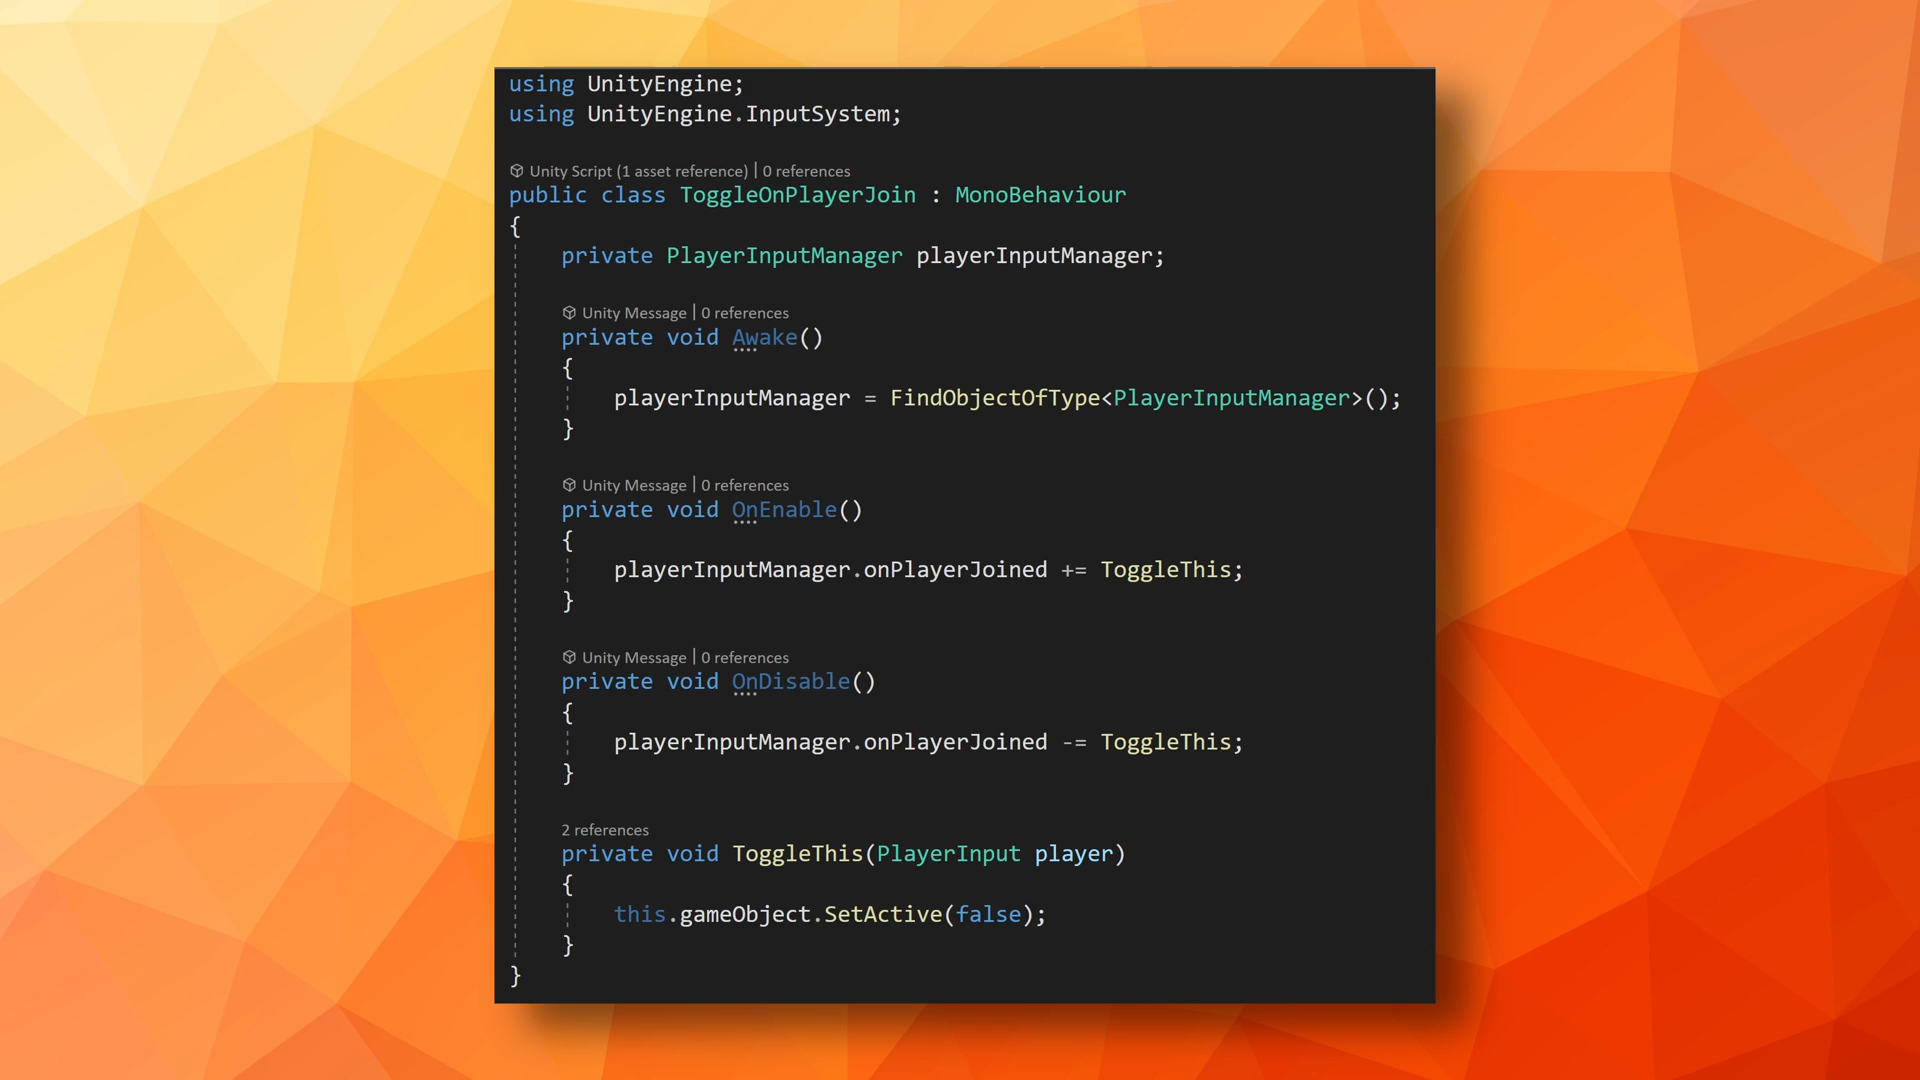 using UnityEngine;
using UnityEngine.InputSystem;
Unity Script (1 asset reference) | 0 references
public class ToggleOnPlayerJoin : MonoBehaviour
{
private PlayerInputManager playerInputManager;
Unity Message | 0 references
private void Awake()
{
playerInputManager = FindObjectOfType<PlayerInputManager>();
}
Unity Message | 0 references
private void OnEnable()
{
playerInputManager.onPlayerJoined += ToggleThis;
}
Unity Message | 0 references
private void OnDisable()
{
playerInputManager.onPlayerJoined -= ToggleThis;
}
2 references
private void ToggleThis(PlayerInput player)
{
this.gameObject.SetActive(false);
}
}